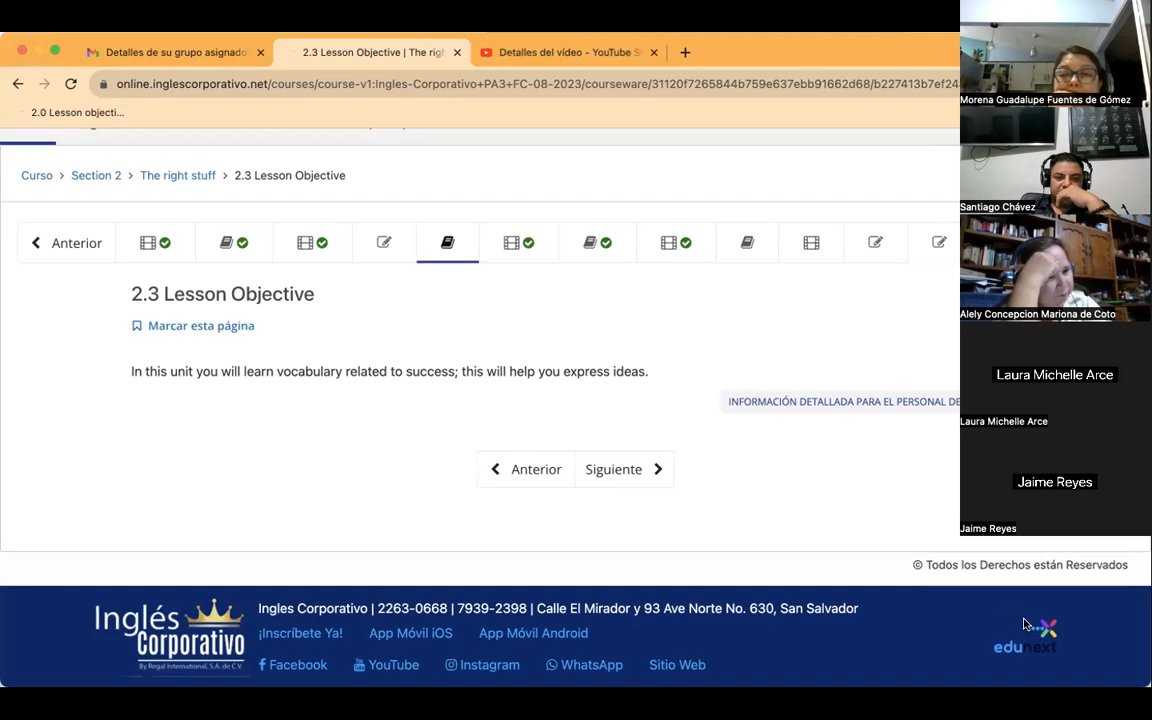 Detalles de su grupo asignado
2.3 Lesson Objective | The rig
Detalles del vídeo - YouTube S
online.inglescorporativo.net/courses/course-v1:Ingles-Corporativo+PA3+FC-08-2023/courseware/31120f7265844b759e637ebb91662d68/b227413b7ef24
2.0 Lesson objecti...
Curso > Section 2 > The right stuff > 2.3 Lesson Objective
Anterior
2.3 Lesson Objective
Marcar esta página
In this unit you will learn vocabulary related to success; this will help you express ideas.
INFORMACIÓN DETALLADA PARA EL PERSONAL DE
Anterior
Siguiente
Morena Guadalupe Fuentes de Gómez
Santiago Chávez
Alely Concepcion Mariona de Coto
Laura Michelle Arce
Laura Michelle Arce
Jaime Reyes
Jaime Reyes
© Todos los Derechos están Reservados
Inglés
Corporativo
By Regal International, S.A. de C.V.
Ingles Corporativo | 2263-0668 | 7939-2398 | Calle El Mirador y 93 Ave Norte No. 630, San Salvador
¡Inscríbete Ya! App Móvil iOS App Móvil Android
Facebook YouTube Instagram WhatsApp Sitio Web
edunext